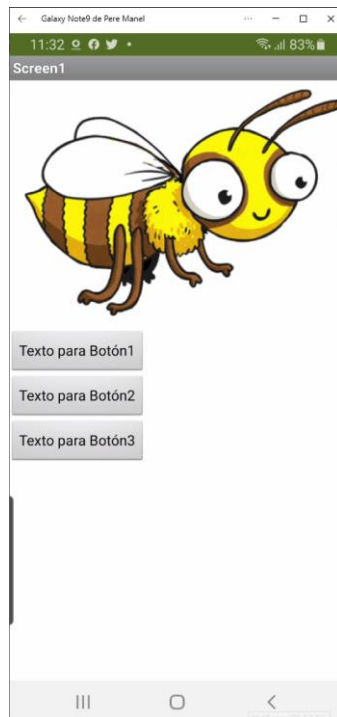 Galaxy Note9 de Pere Manel
11:32 83%
Screen1
Texto para Botón1
Texto para Botón2
Texto para Botón3